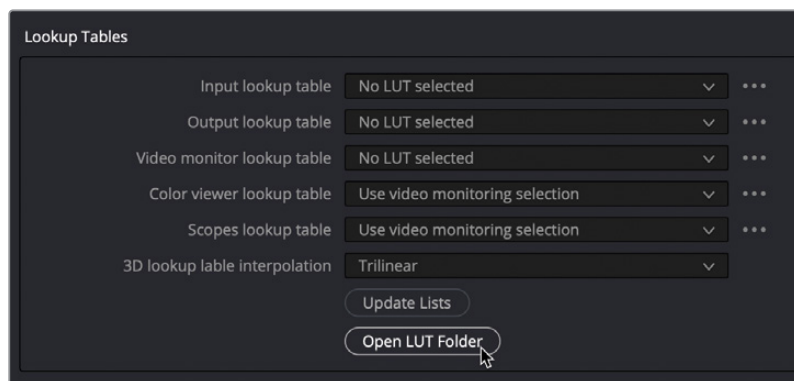 Lookup Tables
Input lookup table No LUT selected
Output lookup table No LUT selected
Video monitor lookup table No LUT selected
Color viewer lookup table Use video monitoring selection
Scopes lookup table Use video monitoring selection
3D lookup lable interpolation Trilinear
Update Lists
Open LUT Folder